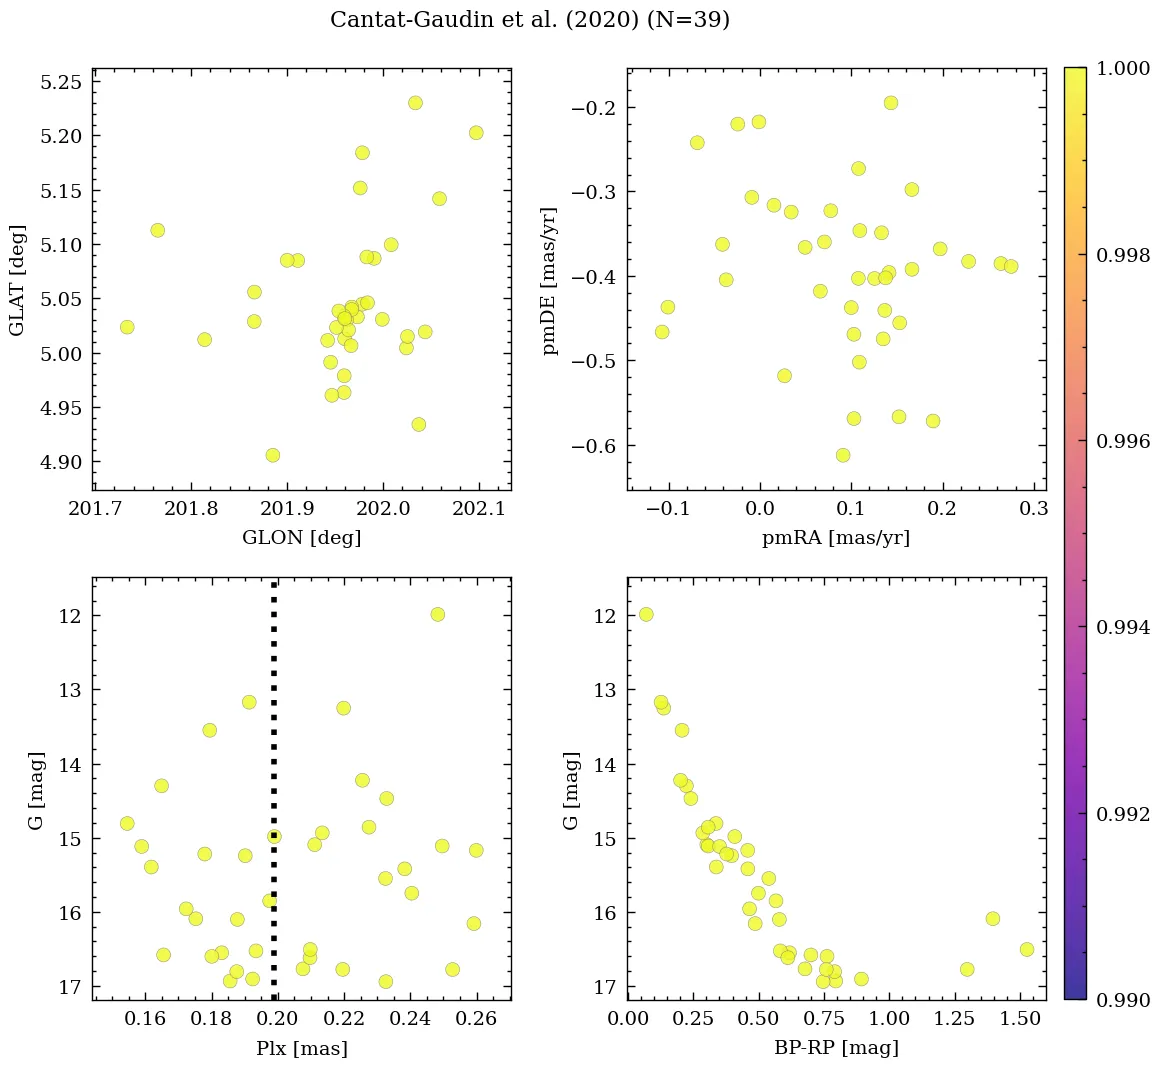 Cantat-Gaudin et al. (2020) (N=39)
5.25
5.20
5.15
5.10
5.05
5.00
4.95
4.90
GLAT [deg]
201.7 201.8 201.9 202.0 202.1
GLON [deg]
−0.2
−0.3
−0.4
−0.5
−0.6
pmDE [mas/yr]
−0.1 0.0 0.1 0.2 0.3
pmRA [mas/yr]
1.000
0.998
0.996
0.994
0.992
0.990
12
13
14
15
16
17
G [mag]
0.16 0.18 0.20 0.22 0.24 0.26
Plx [mas]
12
13
14
15
16
17
G [mag]
0.00 0.25 0.50 0.75 1.00 1.25 1.50
BP-RP [mag]